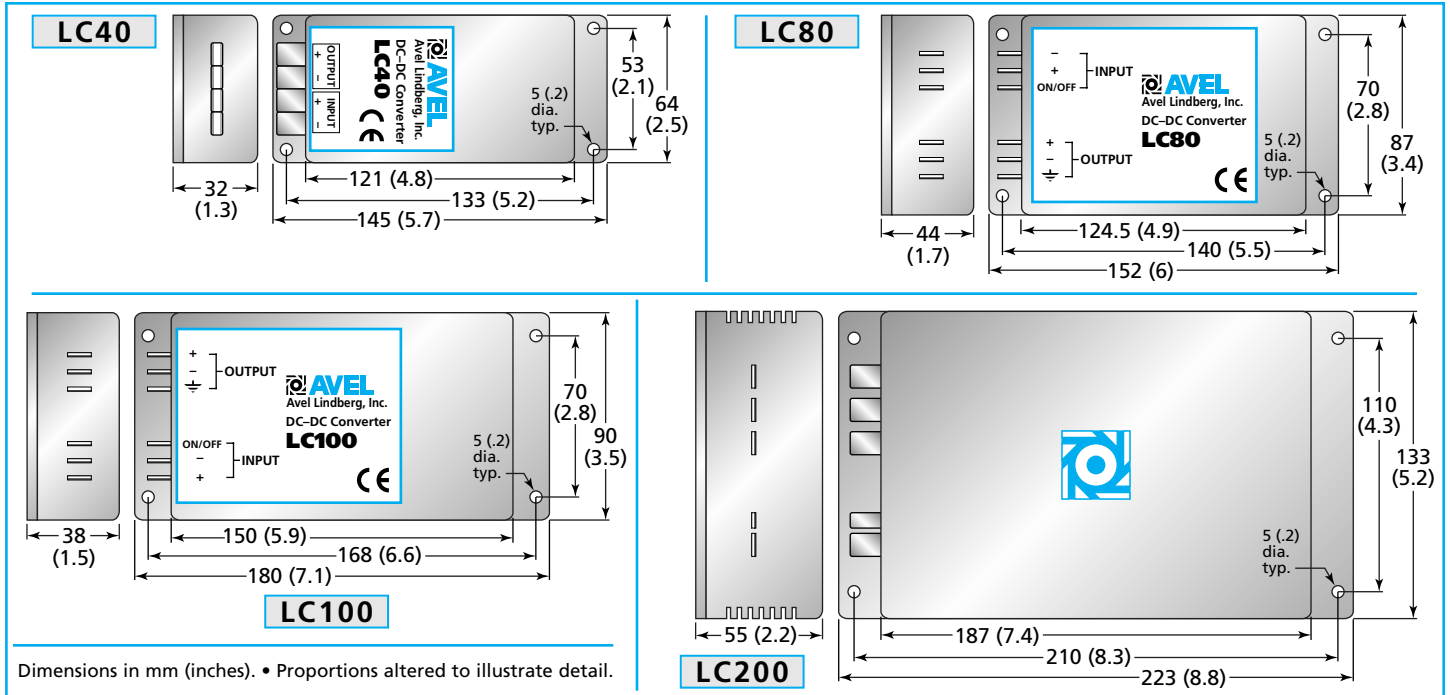 LC40
OUTPUT
+ −
INPUT
+ −
AVEL
Avel Lindberg, Inc.
DC–DC Converter
LC40
CE
5 (.2)
dia.
typ.
53
(2.1)
64
(2.5)
32
(1.3)
121 (4.8)
133 (5.2)
145 (5.7)
LC80
−
+
ON/OFF
INPUT
+
−
OUTPUT
AVEL
Avel Lindberg, Inc.
DC–DC Converter
LC80
CE
5 (.2)
dia.
typ.
70
(2.8)
87
(3.4)
44
(1.7)
124.5 (4.9)
140 (5.5)
152 (6)
+
−
OUTPUT
ON/OFF
−
+
INPUT
AVEL
Avel Lindberg, Inc.
DC–DC Converter
LC100
CE
5 (.2)
dia.
typ.
70
(2.8)
90
(3.5)
38
(1.5)
150 (5.9)
168 (6.6)
180 (7.1)
LC100
Dimensions in mm (inches). • Proportions altered to illustrate detail.
5 (.2)
dia.
typ.
110
(4.3)
133
(5.2)
55 (2.2)
187 (7.4)
210 (8.3)
223 (8.8)
LC200